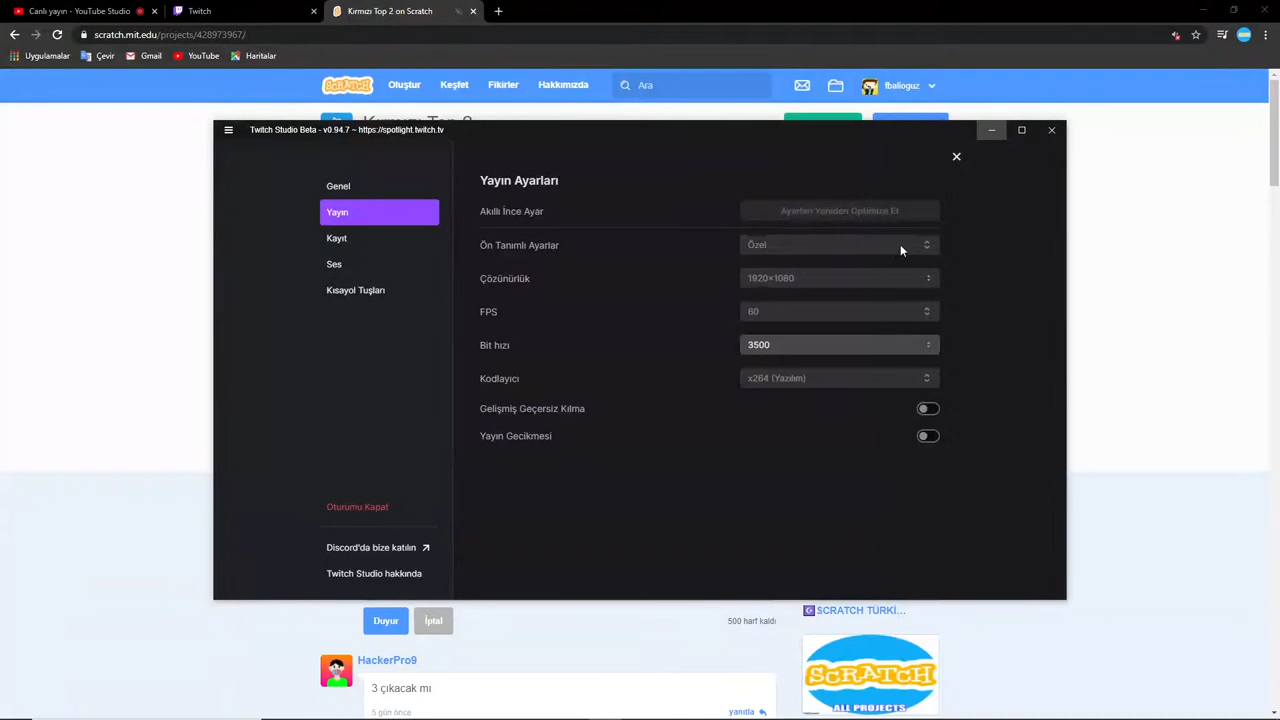 Canlı yayın - YouTube Studio
Twitch
Kırmızı Top 2 on Scratch
scratch.mit.edu/projects/428973967/
Uygulamalar
Çevir
Gmail
YouTube
Haritalar
SCRATCH
Oluştur
Keşfet
Fikirler
Hakkımızda
Ara
fbalioguz
Twitch Studio Beta - v0.94.7 ~ https://spotlight.twitch.tv
Genel
Yayın
Kayıt
Ses
Kısayol Tuşları
Oturumu Kapat
Discord'da bize katılın
Twitch Studio hakkında
Yayın Ayarları
Akıllı İnce Ayar
Ayarları Yeniden Optimize Et
Ön Tanımlı Ayarlar
Özel
Çözünürlük
1920×1080
FPS
60
Bit hızı
3500
Kodlayıcı
x264 (Yazılım)
Gelişmiş Geçersiz Kılma
Yayın Gecikmesi
Duyur
İptal
500 harf kaldı
HackerPro9
3 çıkacak mı
5 gün önce
yanıtla
SCRATCH TÜRKİ...
SCRATCH
ALL PROJECTS